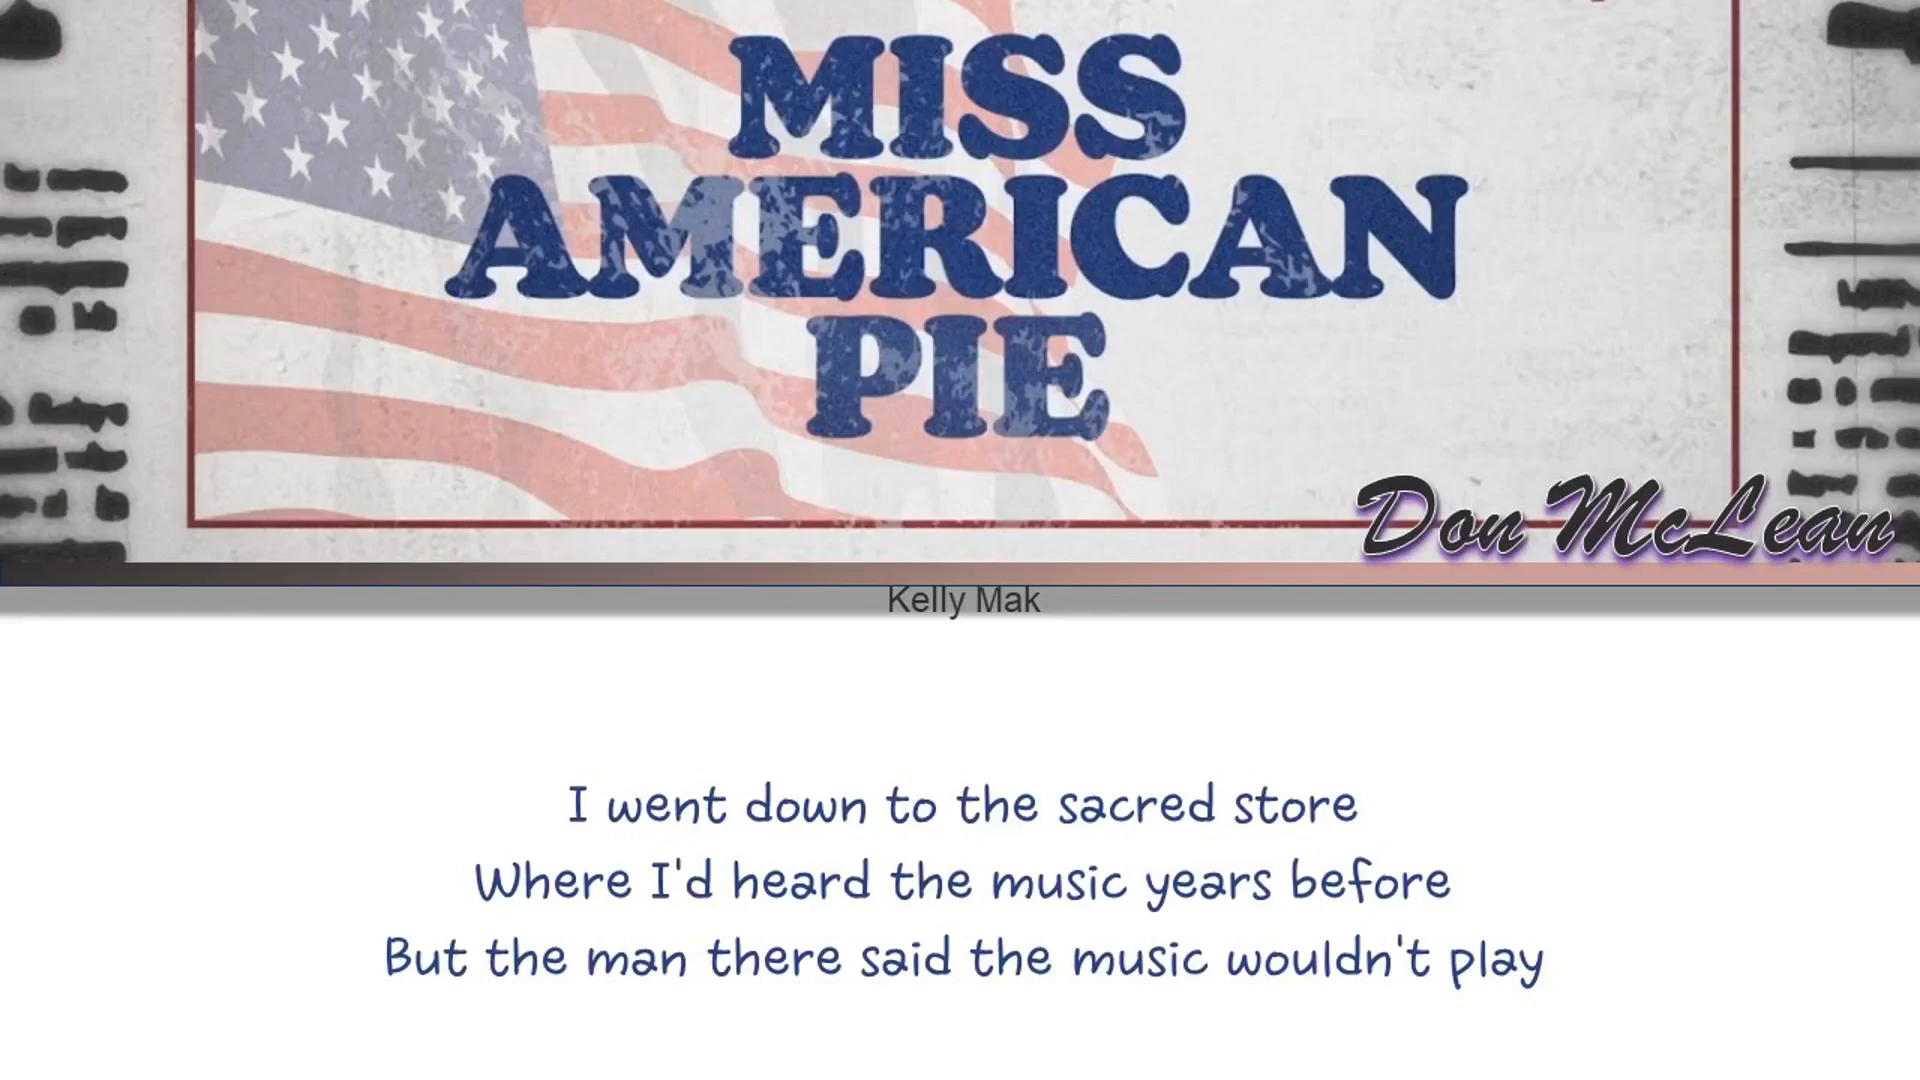 MISS
AMERICAN
PIE
Don McLean
Kelly Mak
I went down to the sacred store
Where I'd heard the music years before
But the man there said the music wouldn't play